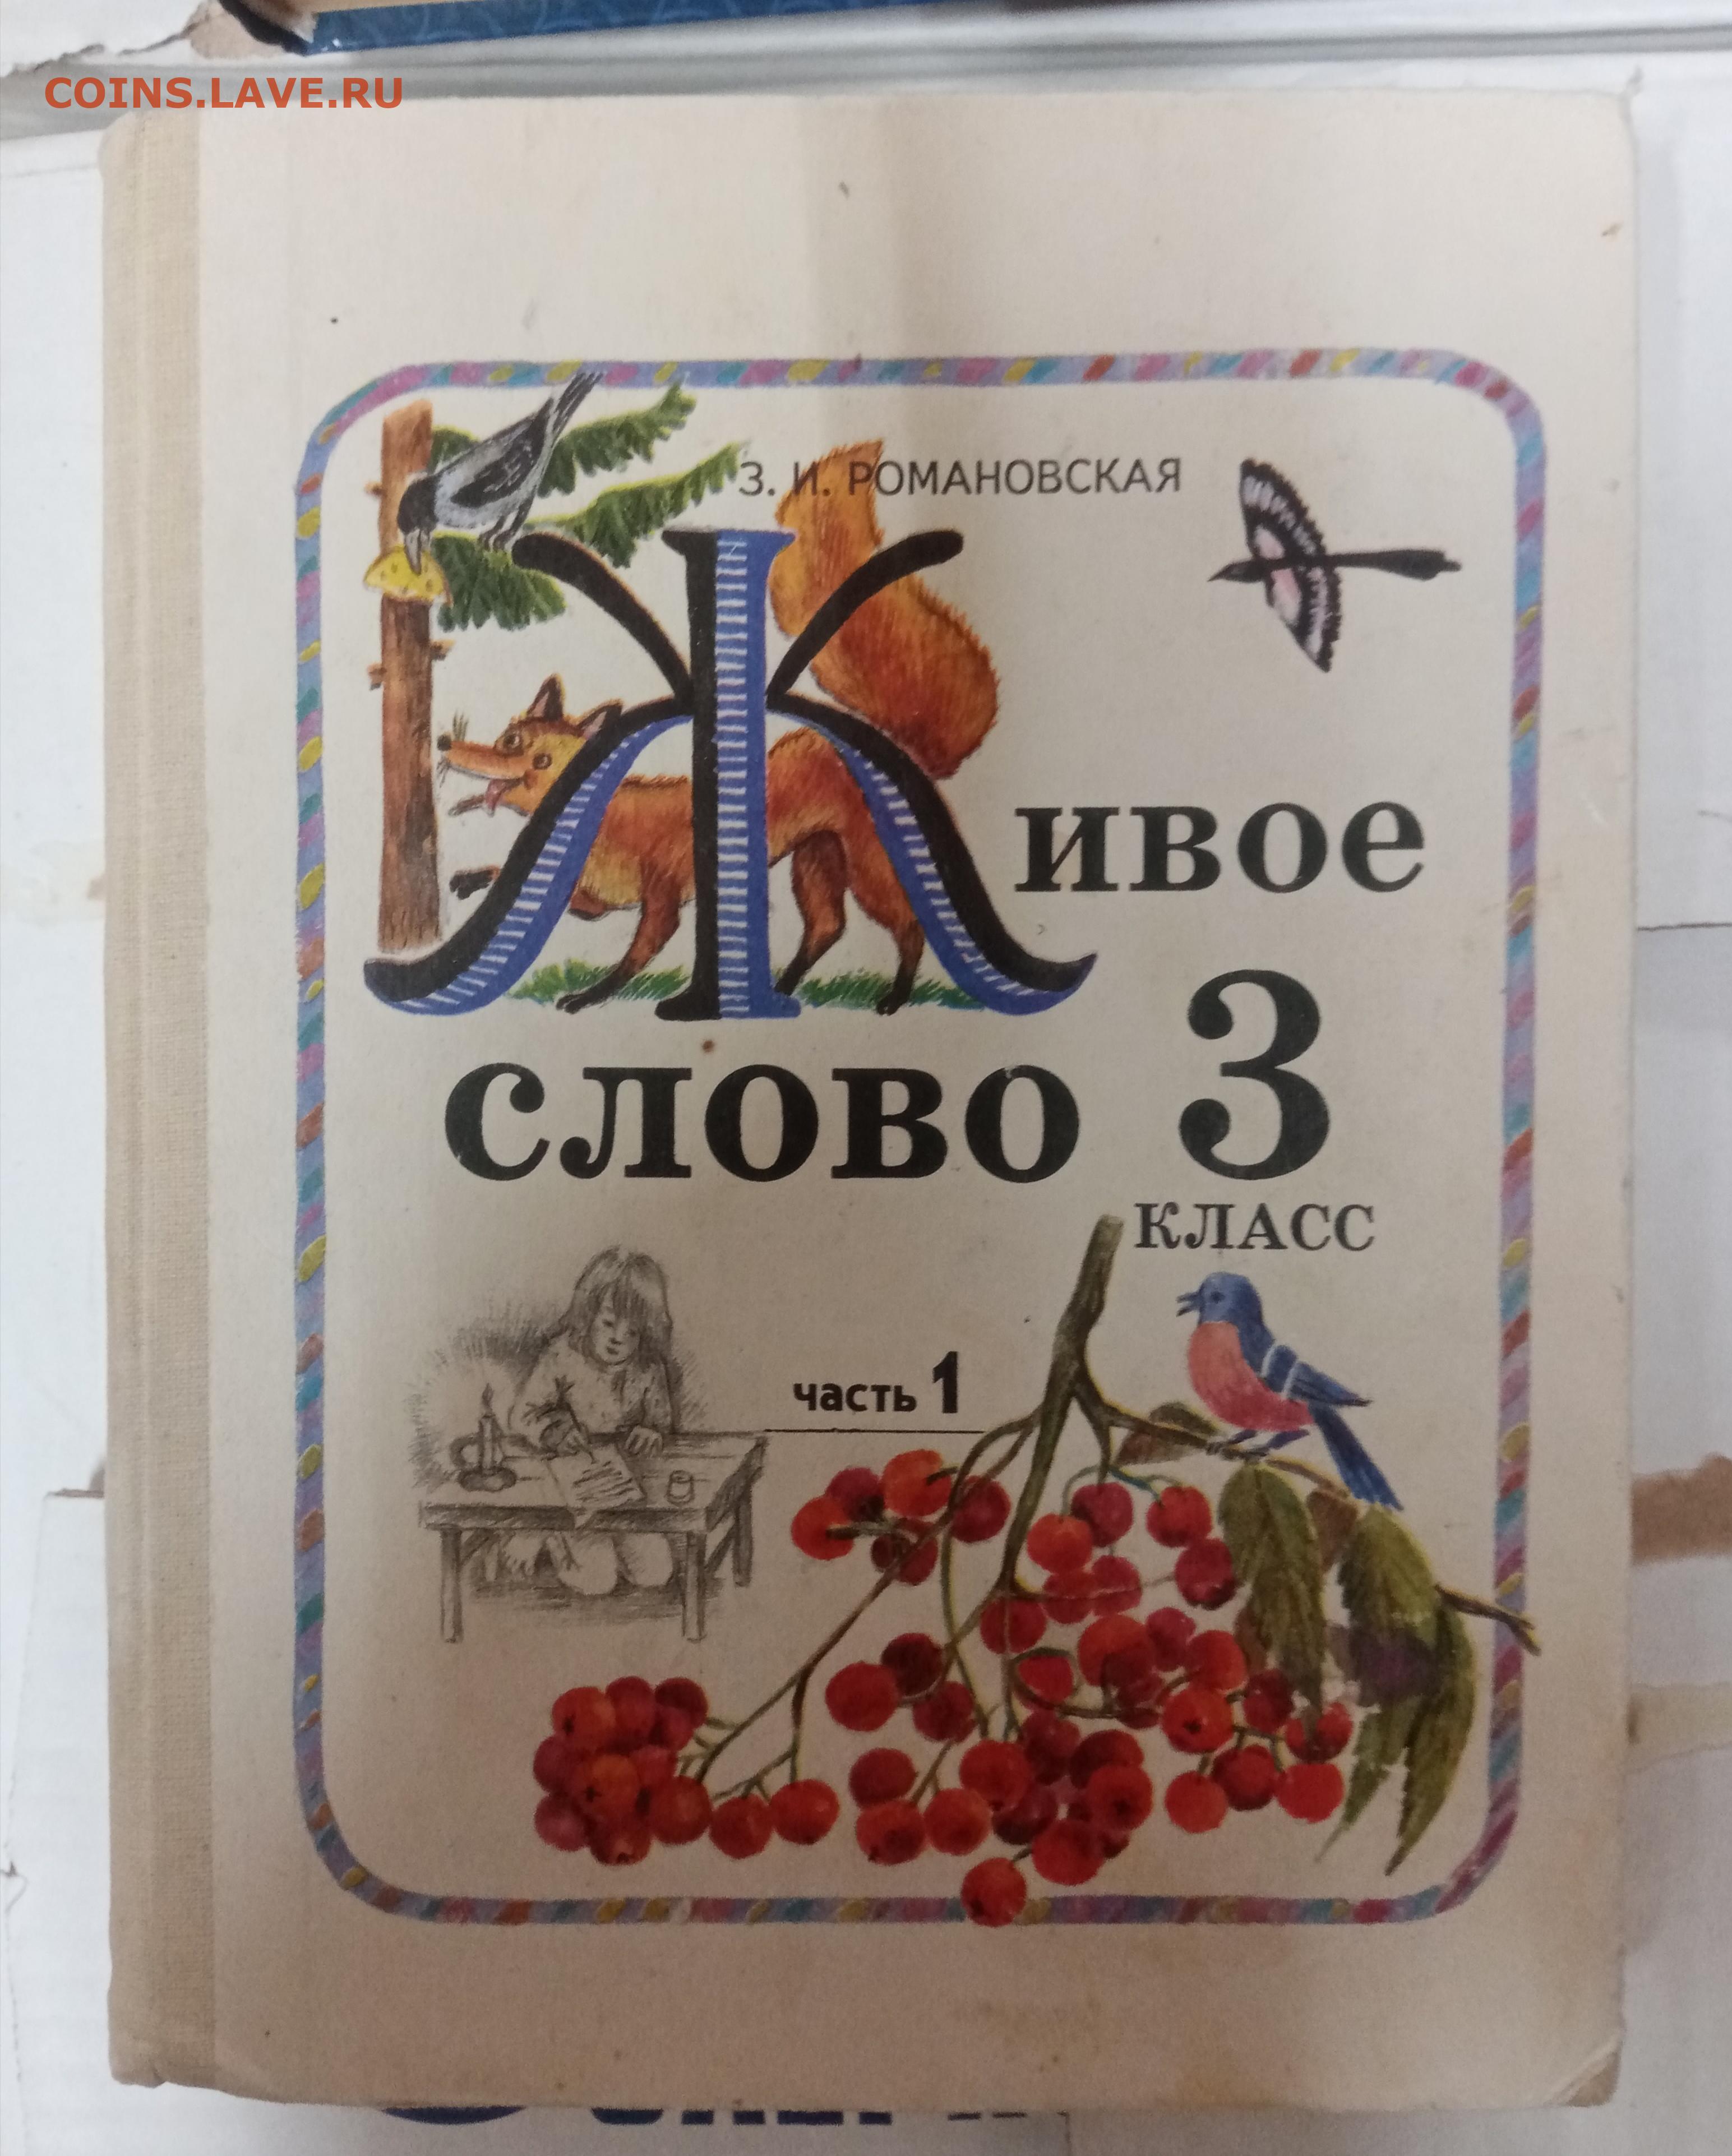 COINS.LAVE.RU
З. И. РОМАНОВСКАЯ
Живое
слово 3
КЛАСС
часть 1